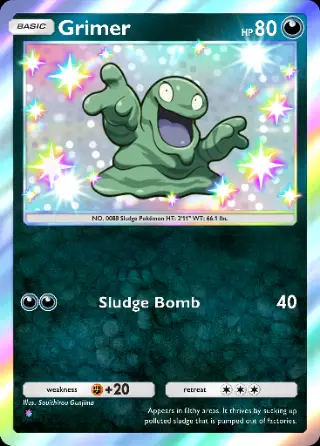 BASIC Grimer HP 80
NO. 0088 Sludge Pokémon HT: 2'11" WT: 66.1 lbs.
Sludge Bomb 40
weakness +20 retreat
Illus. Souichirou Gunjima
Appears in filthy areas. It thrives by sucking up
polluted sludge that is pumped out of factories.